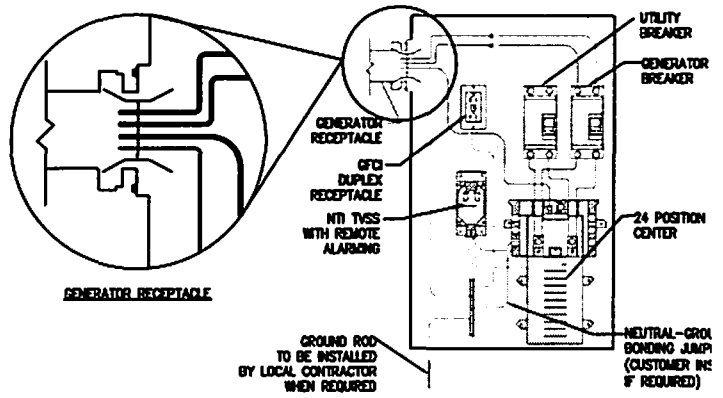 UTILITY
BREAKER
GENERATOR
BREAKER
GENERATOR
RECEPTACLE
GFCI
DUPLEX
RECEPTACLE
NTI TVSS
WITH REMOTE
ALARMING
24 POSITION
CENTER
GENERATOR RECEPTACLE
GROUND ROD
TO BE INSTALLED
BY LOCAL CONTRACTOR
WHEN REQUIRED
NEUTRAL-GROU
BONDING JUMP
(CUSTOMER INS
IF REQUIRED)